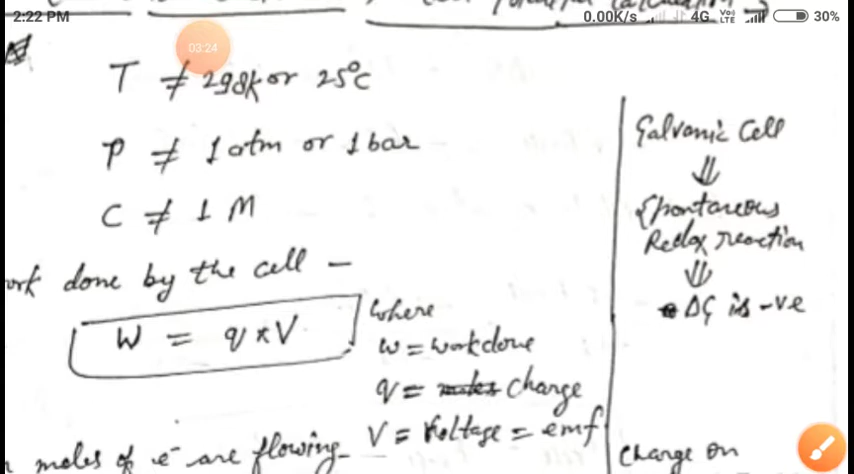 2:22 PM 0.00K/s 4G VoLTE 30%
03:24
T ≠ 298K or 25°C
P ≠ 1 atm or 1 bar
C ≠ 1 M
ork done by the cell –
W = q × V
where
w = workdone
q = charge
V = Voltage = emf
moles of e⁻ are flowing–
Galvanic Cell
⇓
Spontaneous
Redox reaction
⇓
ΔG is -ve
Charge on